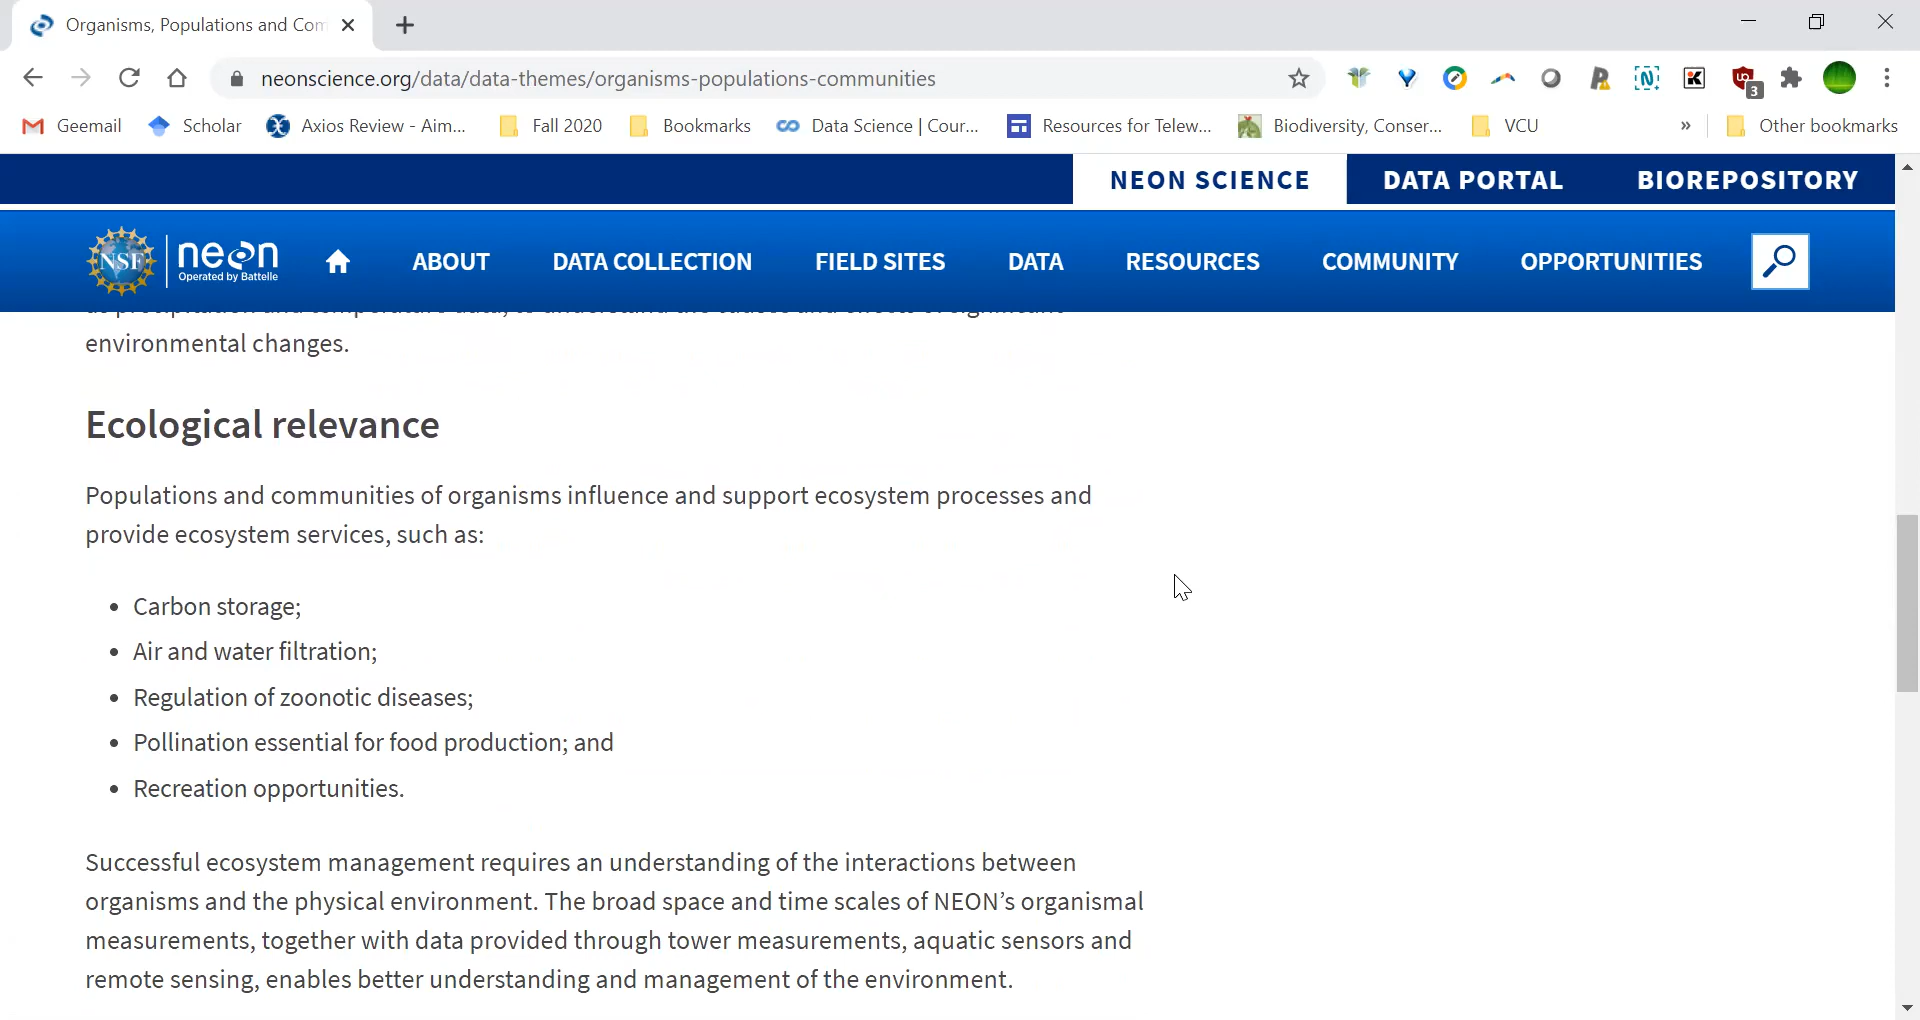 Organisms, Populations and Com
neonscience.org/data/data-themes/organisms-populations-communities
3
Geemail Scholar Axios Review - Aim... Fall 2020 Bookmarks Data Science | Cour... Resources for Telew... Biodiversity, Conser... VCU » Other bookmarks
NEON SCIENCE DATA PORTAL BIOREPOSITORY
NSF neon ABOUT DATA COLLECTION FIELD SITES DATA RESOURCES COMMUNITY OPPORTUNITIES
Operated by Battelle
environmental changes.
Ecological relevance
Populations and communities of organisms influence and support ecosystem processes and
provide ecosystem services, such as:
• Carbon storage;
• Air and water filtration;
• Regulation of zoonotic diseases;
• Pollination essential for food production; and
• Recreation opportunities.
Successful ecosystem management requires an understanding of the interactions between
organisms and the physical environment. The broad space and time scales of NEON’s organismal
measurements, together with data provided through tower measurements, aquatic sensors and
remote sensing, enables better understanding and management of the environment.